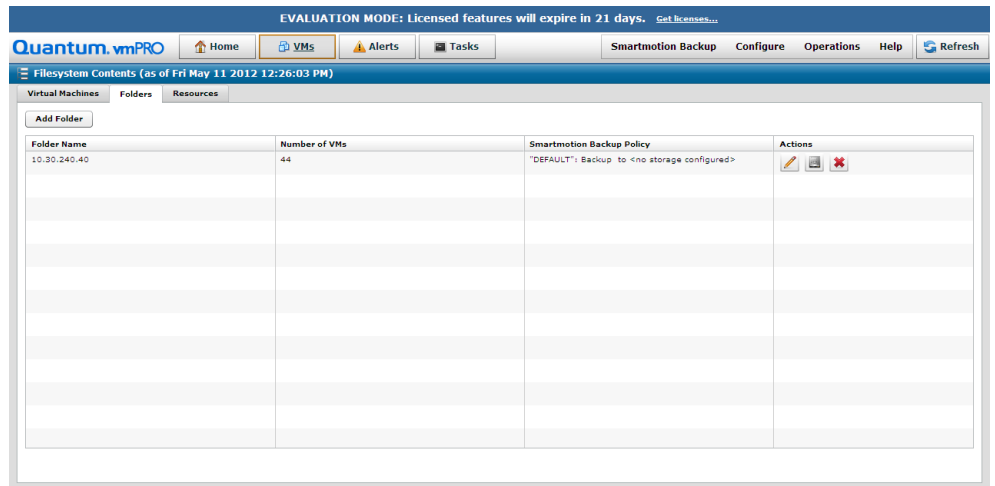 EVALUATION MODE: Licensed features will expire in 21 days. Get licenses...
Quantum. vmPRO Home VMs Alerts Tasks Smartmotion Backup Configure Operations Help Refresh
Filesystem Contents (as of Fri May 11 2012 12:26:03 PM)
Virtual Machines Folders Resources
Add Folder
Folder Name Number of VMs Smartmotion Backup Policy Actions
10.30.240.40 44 "DEFAULT": Backup to <no storage configured>